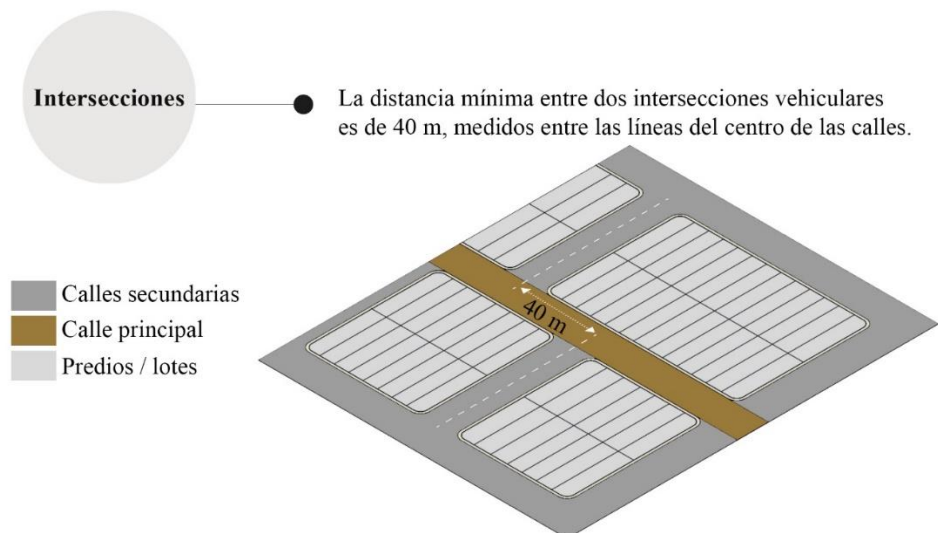 Intersecciones
La distancia mínima entre dos intersecciones vehiculares
es de 40 m, medidos entre las líneas del centro de las calles.
Calles secundarias
Calle principal
Predios / lotes
40 m